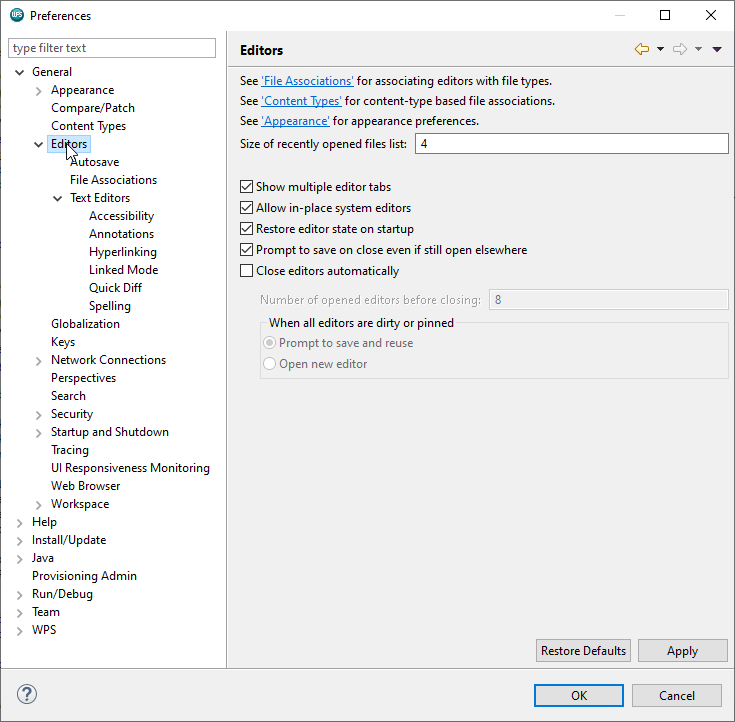 WPS Preferences
type filter text
General
Appearance
Compare/Patch
Content Types
Editors
Autosave
File Associations
Text Editors
Accessibility
Annotations
Hyperlinking
Linked Mode
Quick Diff
Spelling
Globalization
Keys
Network Connections
Perspectives
Search
Security
Startup and Shutdown
Tracing
UI Responsiveness Monitoring
Web Browser
Workspace
Help
Install/Update
Java
Provisioning Admin
Run/Debug
Team
WPS
Editors
See 'File Associations' for associating editors with file types.
See 'Content Types' for content-type based file associations.
See 'Appearance' for appearance preferences.
Size of recently opened files list: 4
Show multiple editor tabs
Allow in-place system editors
Restore editor state on startup
Prompt to save on close even if still open elsewhere
Close editors automatically
Number of opened editors before closing: 8
When all editors are dirty or pinned
Prompt to save and reuse
Open new editor
Restore Defaults Apply
? OK Cancel